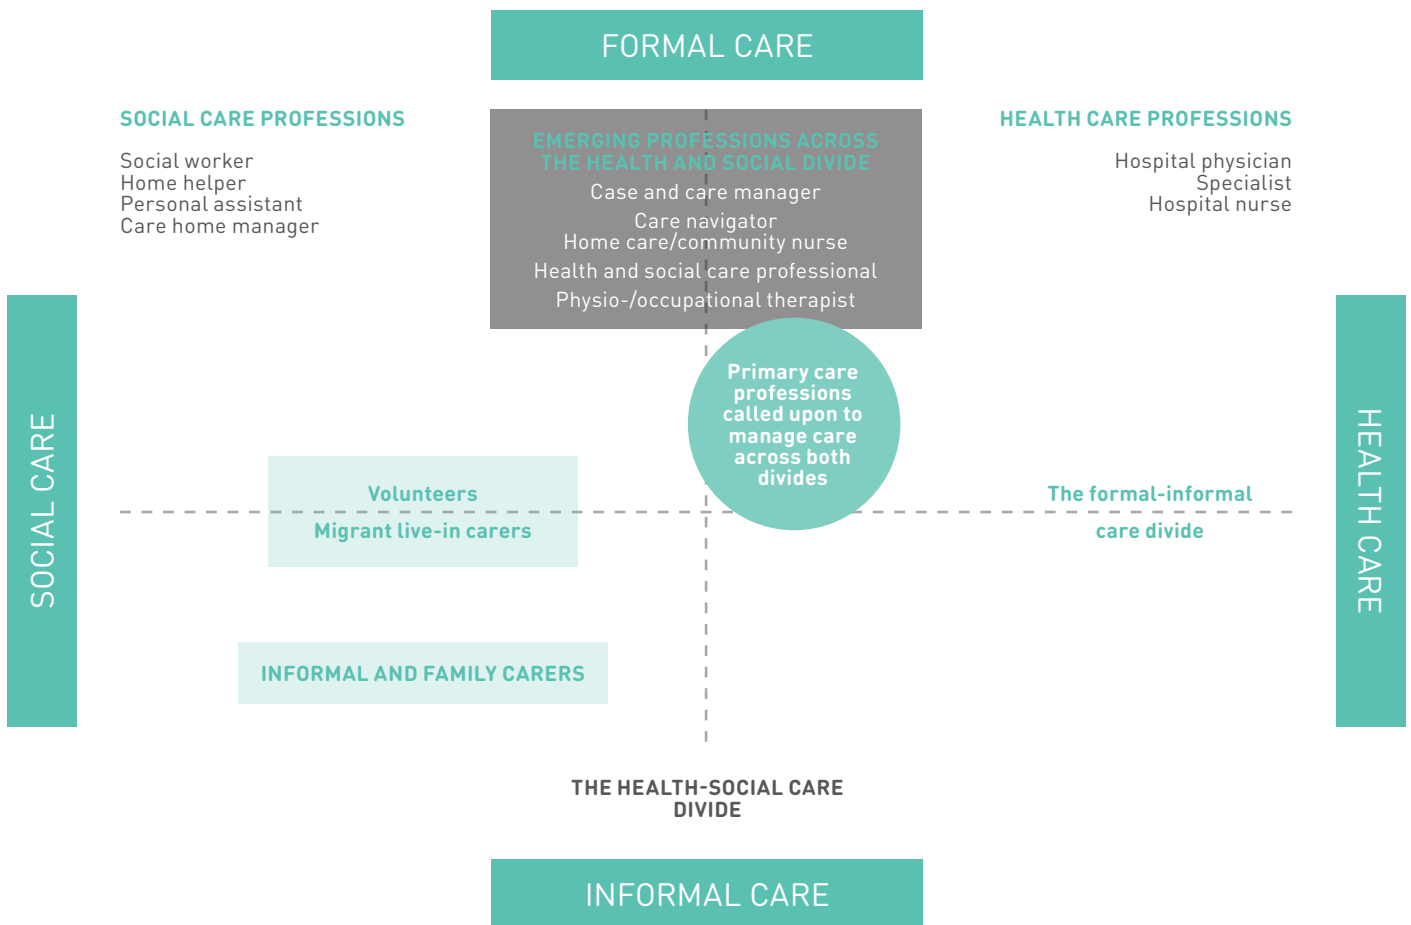 FORMAL CARE
SOCIAL CARE PROFESSIONS
Social worker
Home helper
Personal assistant
Care home manager
EMERGING PROFESSIONS ACROSS
THE HEALTH AND SOCIAL DIVIDE
Case and care manager
Care navigator
Home care/community nurse
Health and social care professional
Physio-/occupational therapist
HEALTH CARE PROFESSIONS
Hospital physician
Specialist
Hospital nurse
SOCIAL CARE
Primary care
professions
called upon to
manage care
across both
divides
HEALTH CARE
Volunteers
Migrant live-in carers
The formal-informal
care divide
INFORMAL AND FAMILY CARERS
THE HEALTH-SOCIAL CARE
DIVIDE
INFORMAL CARE